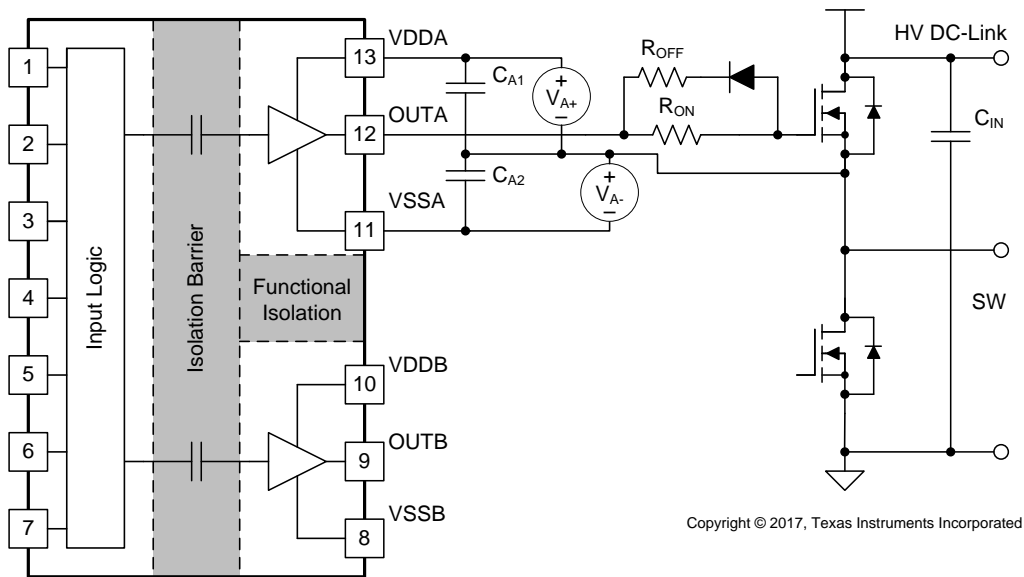 1
2
3
4
5
6
7
Input Logic
Isolation Barrier
Functional
Isolation
13
12
11
10
9
8
VDDA
OUTA
VSSA
VDDB
OUTB
VSSB
CA1
CA2
+
VA+
−
+
VA-
−
ROFF
RON
HV DC-Link
CIN
SW
Copyright © 2017, Texas Instruments Incorporated